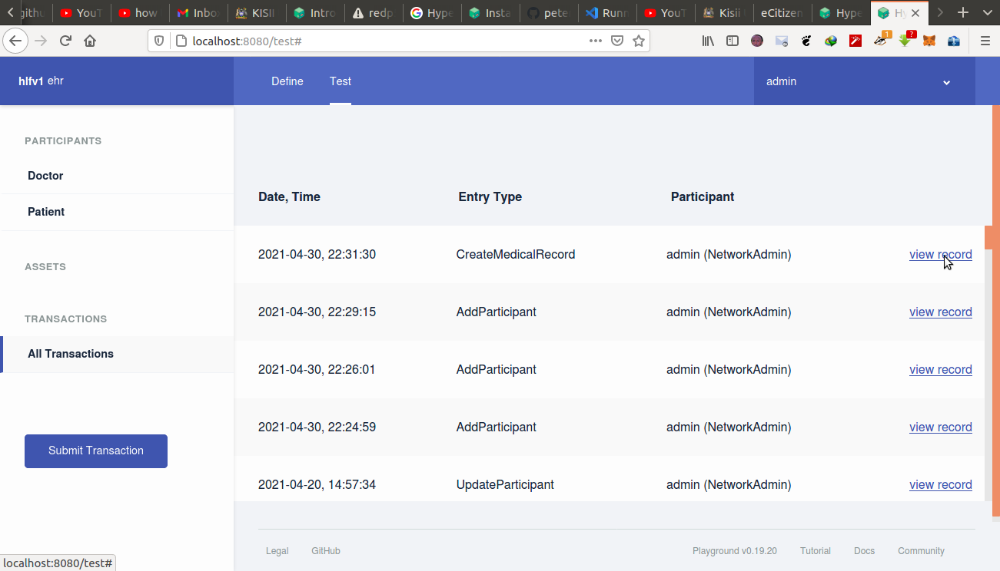 githu YouT how Inbo KISII Intro redp Hype Insta pete Runn YouT Kisii eCitizen Hype Hy
localhost:8080/test#
1 ?
hlfv1 ehr Define Test admin
PARTICIPANTS
Doctor
Patient
ASSETS
TRANSACTIONS
All Transactions
Submit Transaction
Date, Time Entry Type Participant
2021-04-30, 22:31:30 CreateMedicalRecord admin (NetworkAdmin) view record
2021-04-30, 22:29:15 AddParticipant admin (NetworkAdmin) view record
2021-04-30, 22:26:01 AddParticipant admin (NetworkAdmin) view record
2021-04-30, 22:24:59 AddParticipant admin (NetworkAdmin) view record
2021-04-20, 14:57:34 UpdateParticipant admin (NetworkAdmin) view record
Legal GitHub Playground v0.19.20 Tutorial Docs Community
localhost:8080/test#